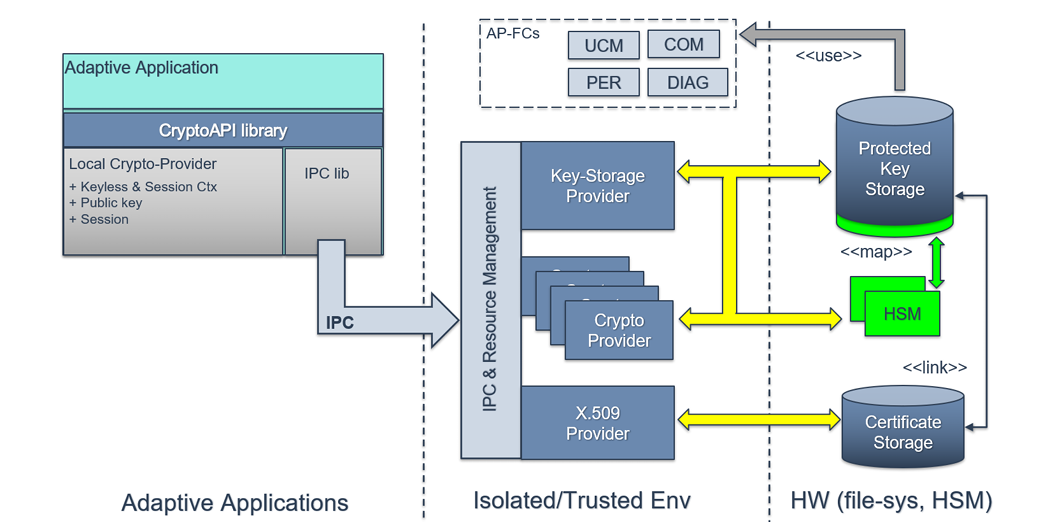 AP-FCs
UCM
COM
PER
DIAG
<<use>>
Adaptive Application
CryptoAPI library
Local Crypto-Provider
+ Keyless & Session Ctx
+ Public key
+ Session
IPC lib
IPC
IPC & Resource Management
Key-Storage
Provider
Crypto
Provider
X.509
Provider
Protected
Key
Storage
<<map>>
HSM
<<link>>
Certificate
Storage
Adaptive Applications
Isolated/Trusted Env
HW (file-sys, HSM)